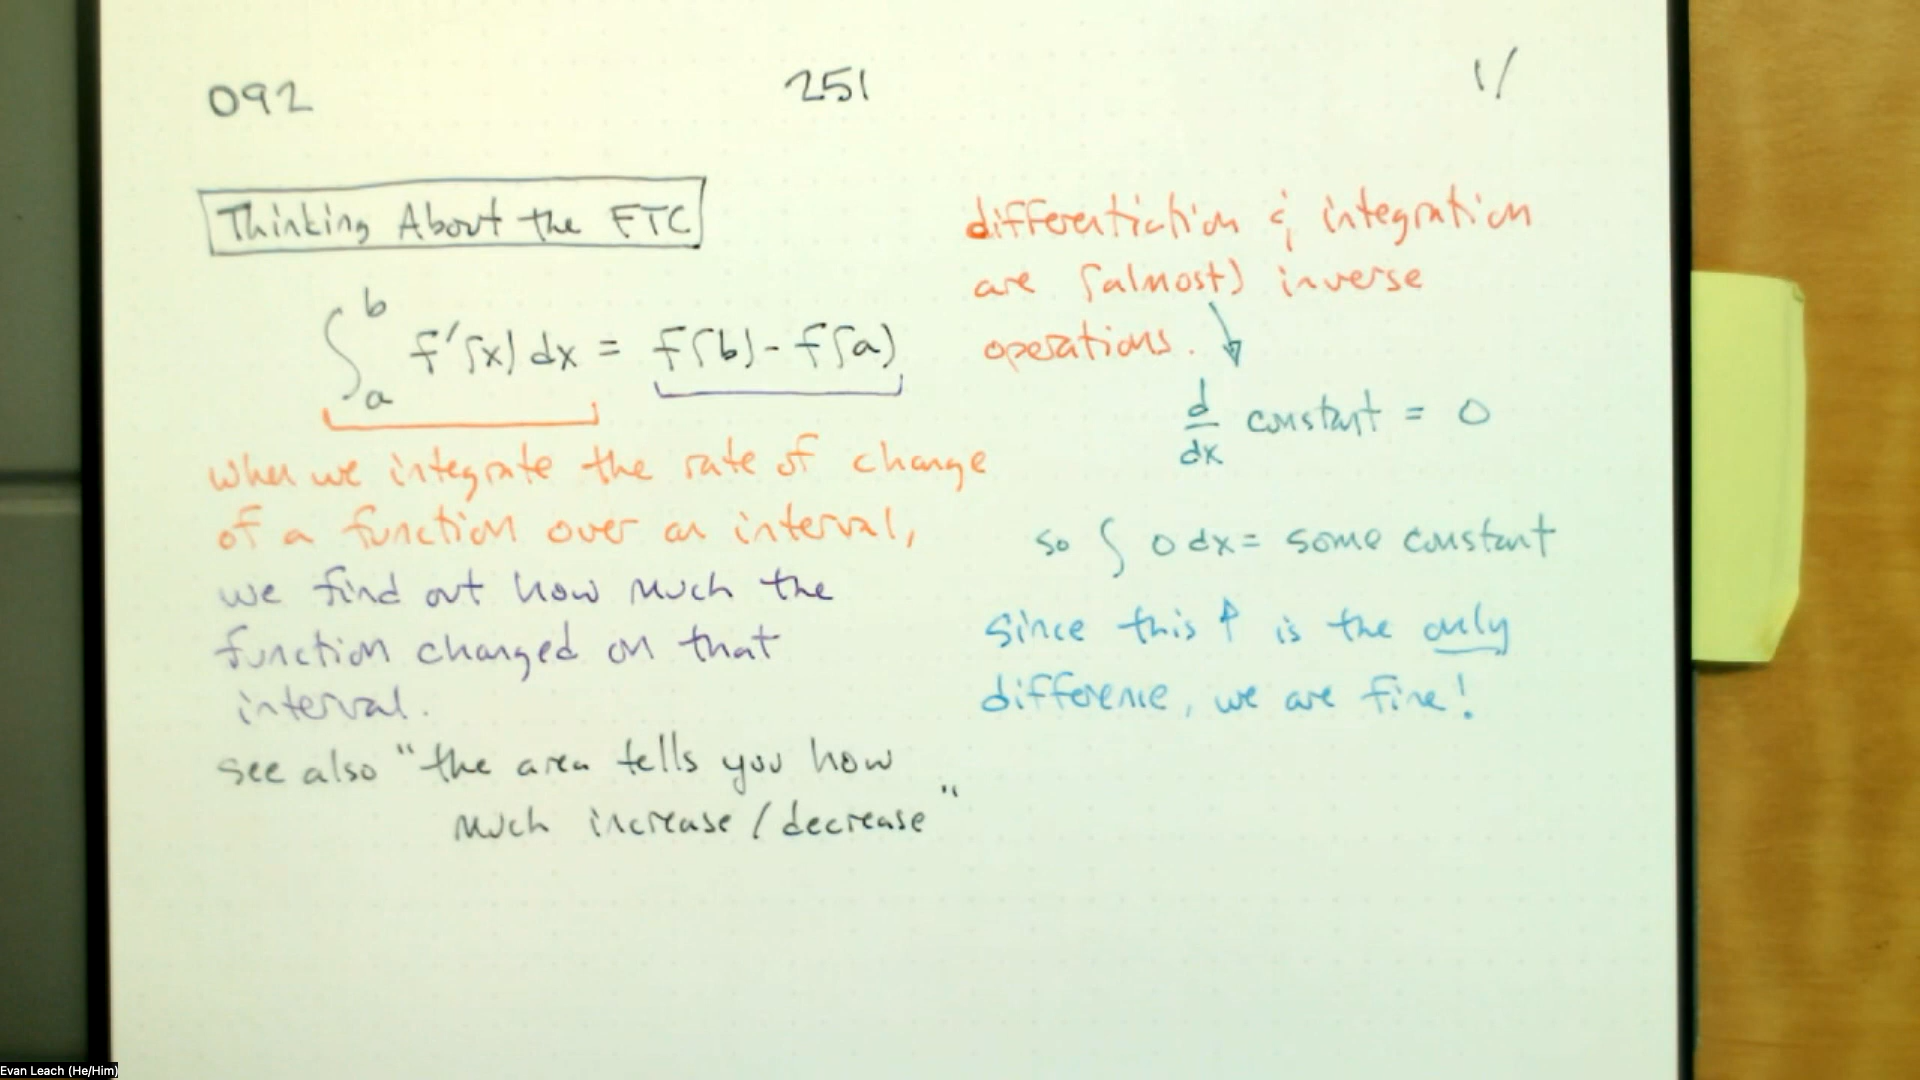 092
251
1/
Thinking About the FTC
∫_a^b f'(x) dx = f(b) - f(a)
when we integrate the rate of change
of a function over an interval,
we find out how much the
function changed on that
interval.
see also "the area tells you how
much increase / decrease"
differentiation & integration
are (almost) inverse
operations.
d/dx constant = 0
so ∫ 0 dx = some constant
since this ↑ is the only
difference, we are fine!
Evan Leach (He/Him)